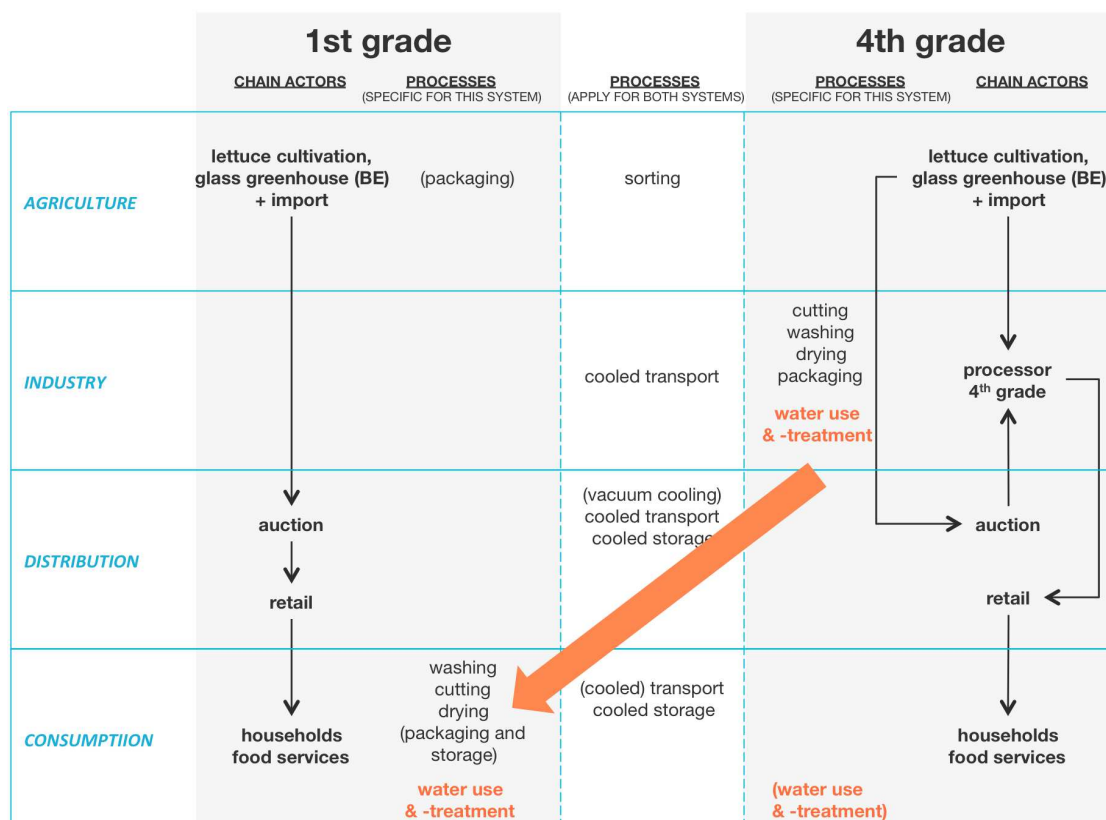 1st grade
4th grade
CHAIN ACTORS
PROCESSES
(SPECIFIC FOR THIS SYSTEM)
PROCESSES
(APPLY FOR BOTH SYSTEMS)
PROCESSES
(SPECIFIC FOR THIS SYSTEM)
CHAIN ACTORS
AGRICULTURE
lettuce cultivation,
glass greenhouse (BE)
+ import
(packaging)
sorting
lettuce cultivation,
glass greenhouse (BE)
+ import
INDUSTRY
cooled transport
cutting
washing
drying
packaging
water use
& -treatment
processor
4th grade
DISTRIBUTION
auction
retail
(vacuum cooling)
cooled transport
cooled storage
auction
retail
CONSUMPTIION
households
food services
washing
cutting
drying
(packaging and
storage)
water use
& -treatment
(cooled) transport
cooled storage
(water use
& -treatment)
households
food services